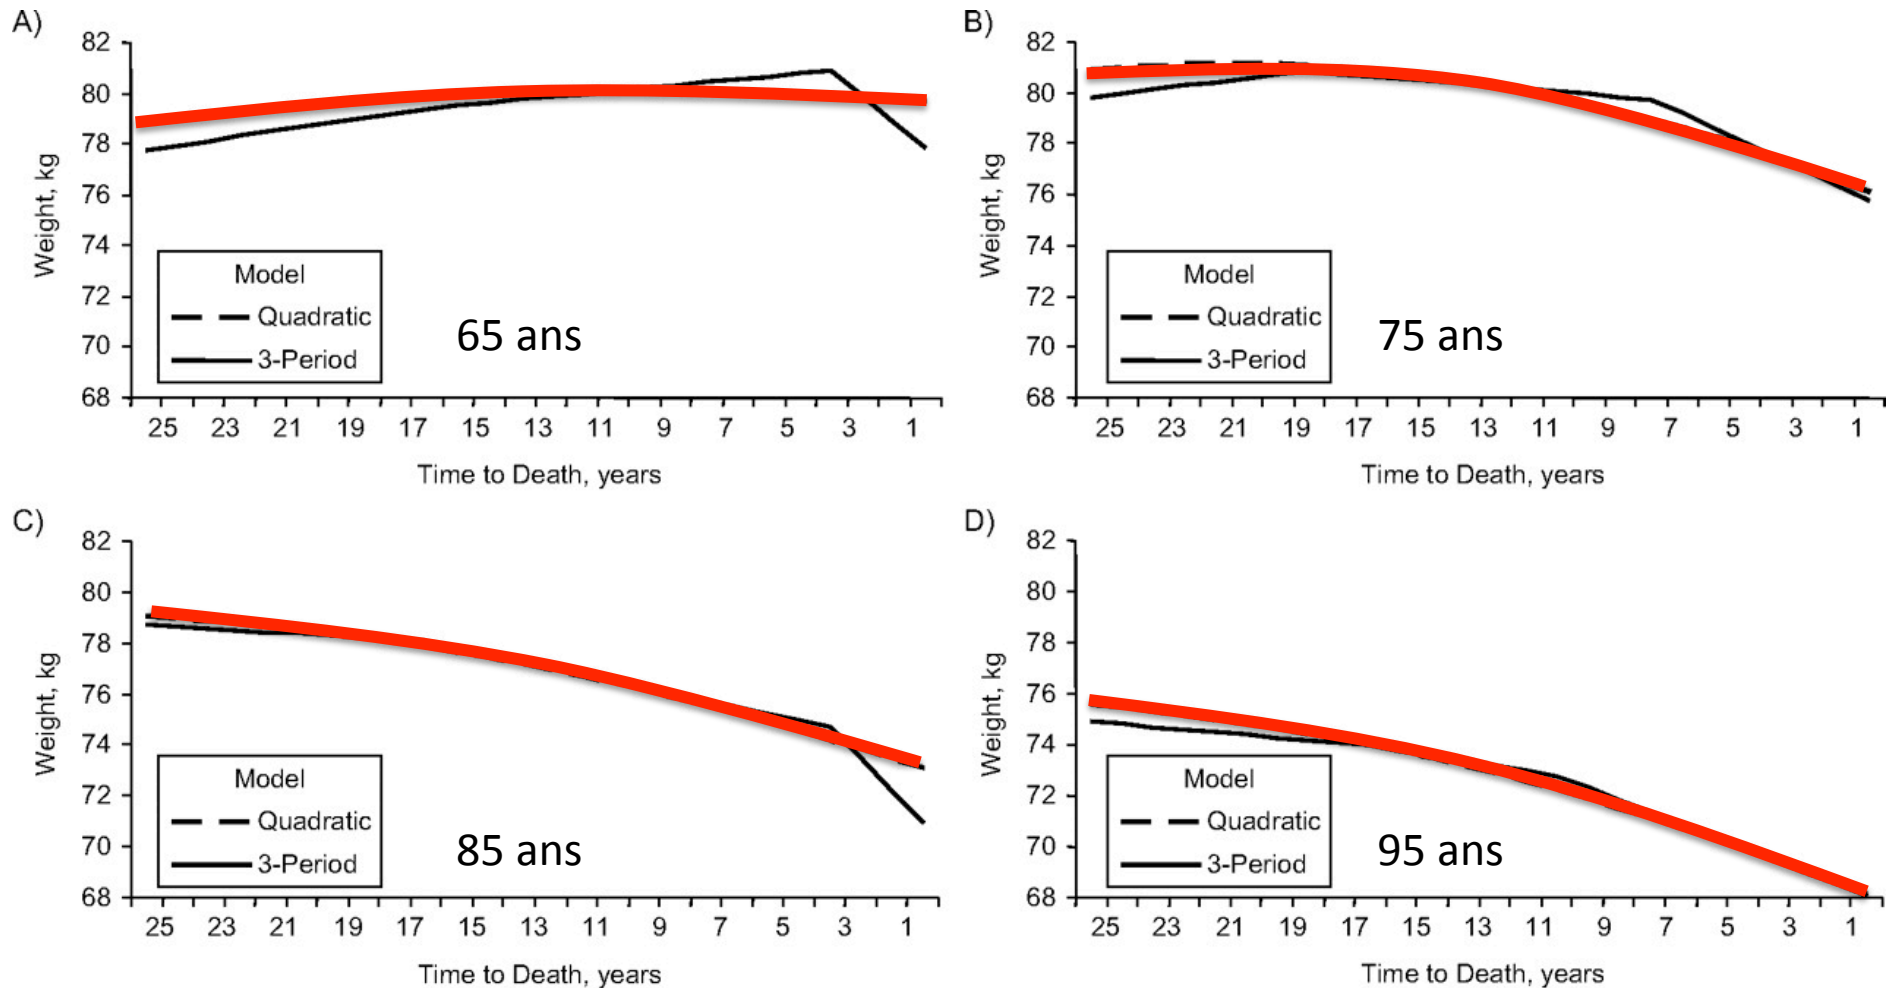 A)
82
80
78
76
74
72
70
68
Weight, kg
Model
Quadratic
3-Period
65 ans
25 23 21 19 17 15 13 11 9 7 5 3 1
Time to Death, years
B)
82
80
78
76
74
72
70
68
Weight, kg
Model
Quadratic
3-Period
75 ans
25 23 21 19 17 15 13 11 9 7 5 3 1
Time to Death, years
C)
82
80
78
76
74
72
70
68
Weight, kg
Model
Quadratic
3-Period
85 ans
25 23 21 19 17 15 13 11 9 7 5 3 1
Time to Death, years
D)
82
80
78
76
74
72
70
68
Weight, kg
Model
Quadratic
3-Period
95 ans
25 23 21 19 17 15 13 11 9 7 5 3 1
Time to Death, years